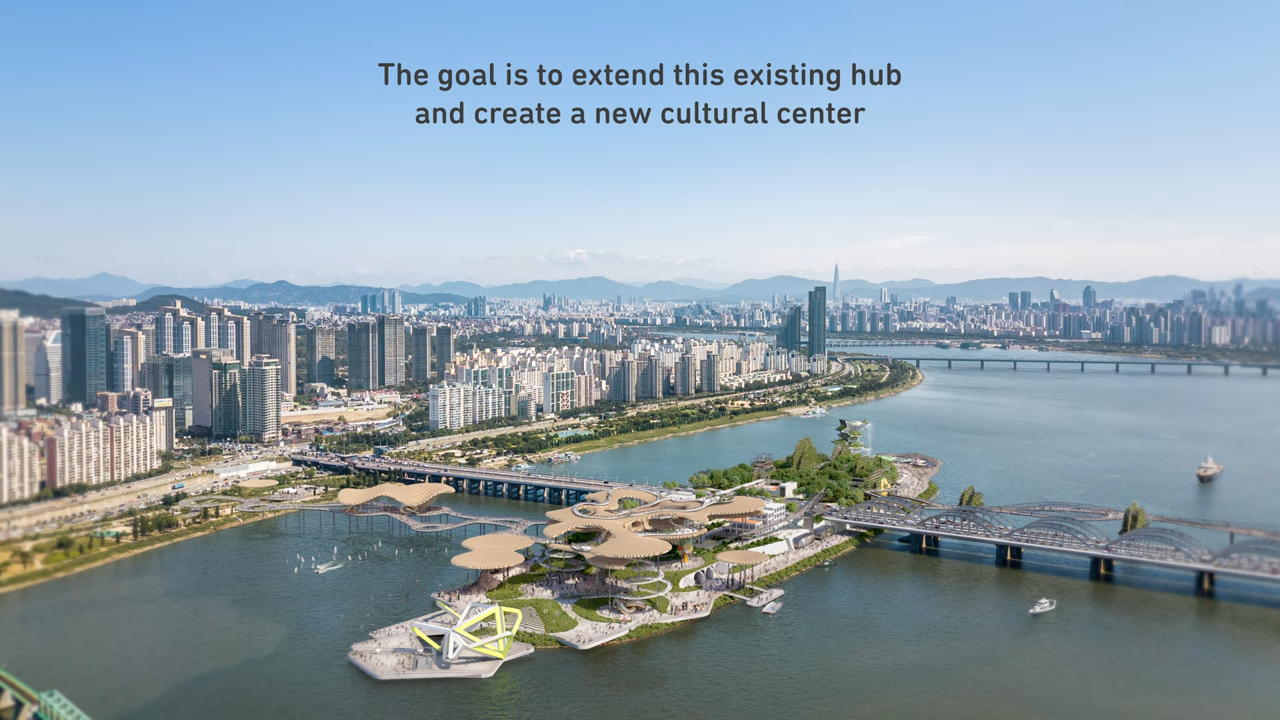 The goal is to extend this existing hub
and create a new cultural center